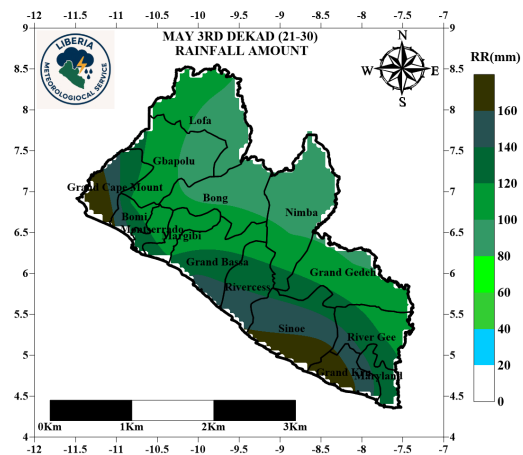 MAY 3RD DEKAD (21-30)
RAINFALL AMOUNT
LIBERIA
METEOROLOGIOCAL SERVICE
N
W E
S
RR(mm)
160
140
120
100
80
60
40
20
0
9
8.5
8
7.5
7
6.5
6
5.5
5
4.5
4
9
8.5
8
7.5
7
6.5
6
5.5
5
4.5
4
Lofa
Gbapolu
Grand Cape Mount
Bong
Bomi
Nimba
Montserrado
Margibi
Grand Bassa
Grand Gedeh
Rivercess
Sinoe
River Gee
Grand Kru
Maryland
0Km 1Km 2Km 3Km
-12 -11.5 -11 -10.5 -10 -9.5 -9 -8.5 -8 -7.5 -7
-12 -11.5 -11 -10.5 -10 -9.5 -9 -8.5 -8 -7.5 -7